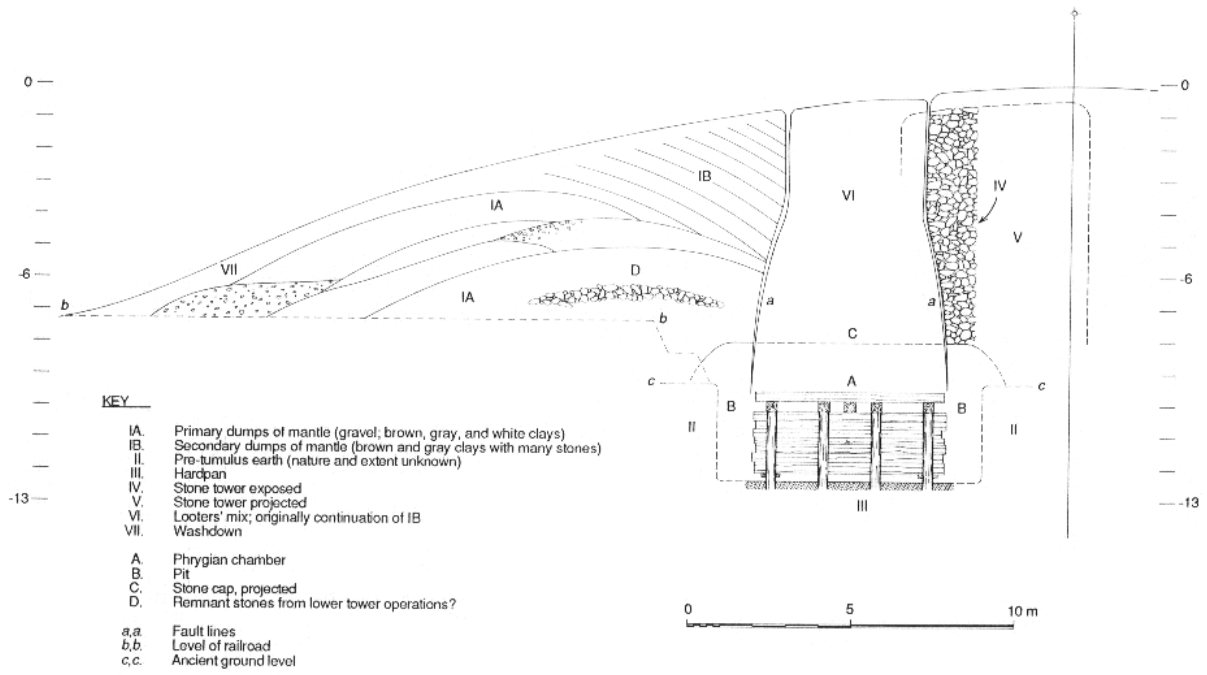 0
0
IB
IV
VI
IA
V
VII
D
-6
-6
IA
a
a
b
b
C
c
A
c
B
B
II
II
III
-13
-13
KEY
IA. Primary dumps of mantle (gravel; brown, gray, and white clays)
IB. Secondary dumps of mantle (brown and gray clays with many stones)
II. Pre-tumulus earth (nature and extent unknown)
III. Hardpan
IV. Stone tower exposed
V. Stone tower projected
VI. Looters' mix; originally continuation of IB
VII. Washdown
A. Phrygian chamber
B. Pit
C. Stone cap, projected
D. Remnant stones from lower tower operations?
a,a. Fault lines
b,b. Level of railroad
c,c. Ancient ground level
0 5 10 m